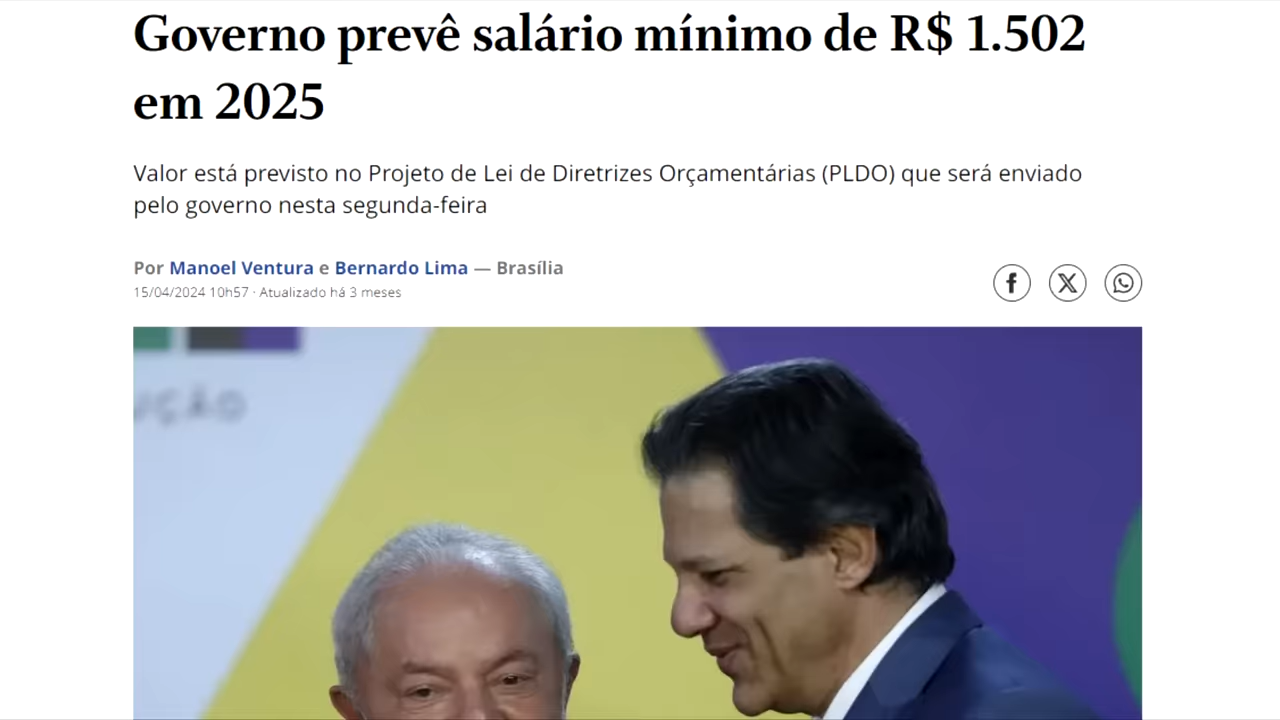 Governo prevê salário mínimo de R$ 1.502
em 2025
Valor está previsto no Projeto de Lei de Diretrizes Orçamentárias (PLDO) que será enviado
pelo governo nesta segunda-feira
Por Manoel Ventura e Bernardo Lima — Brasília
15/04/2024 10h57 · Atualizado há 3 meses
UÇÃO